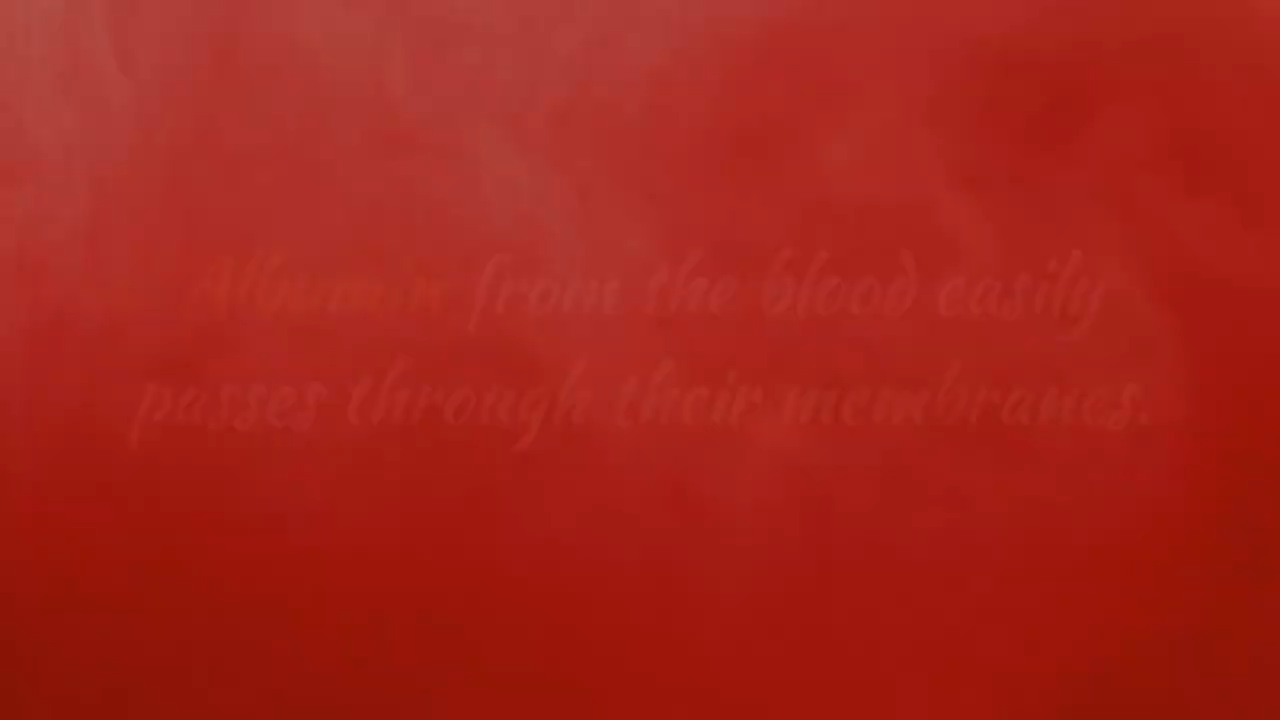 Albumin from the blood easily
passes through their membranes.